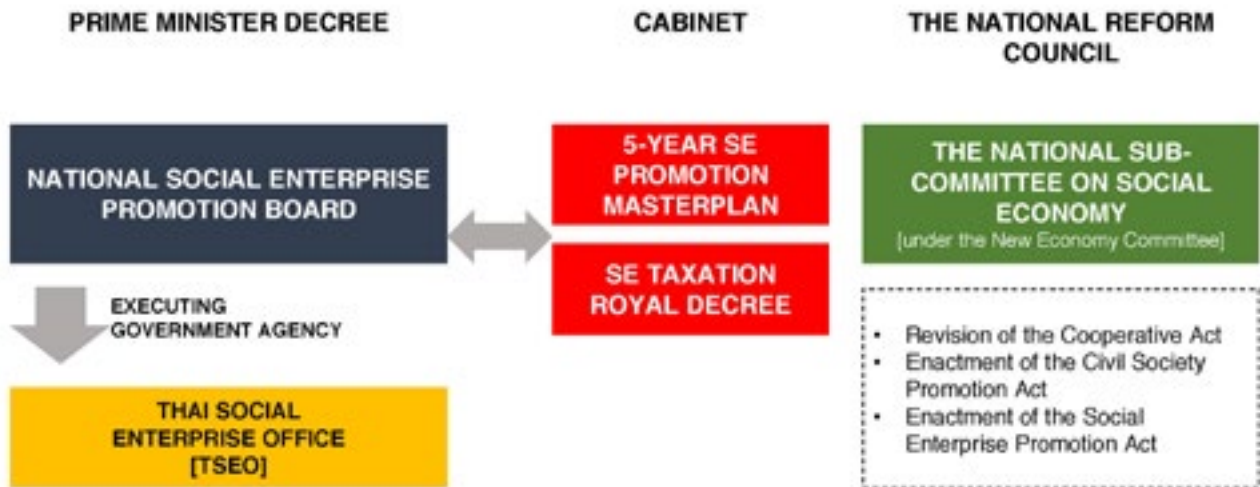 PRIME MINISTER DECREE
NATIONAL SOCIAL ENTERPRISE
PROMOTION BOARD
EXECUTING
GOVERNMENT AGENCY
THAI SOCIAL
ENTERPRISE OFFICE
[TSEO]
CABINET
5-YEAR SE
PROMOTION
MASTERPLAN
SE TAXATION
ROYAL DECREE
THE NATIONAL REFORM
COUNCIL
THE NATIONAL SUB-
COMMITTEE ON SOCIAL
ECONOMY
[under the New Economy Committee]
• Revision of the Cooperative Act
• Enactment of the Civil Society
Promotion Act
• Enactment of the Social
Enterprise Promotion Act